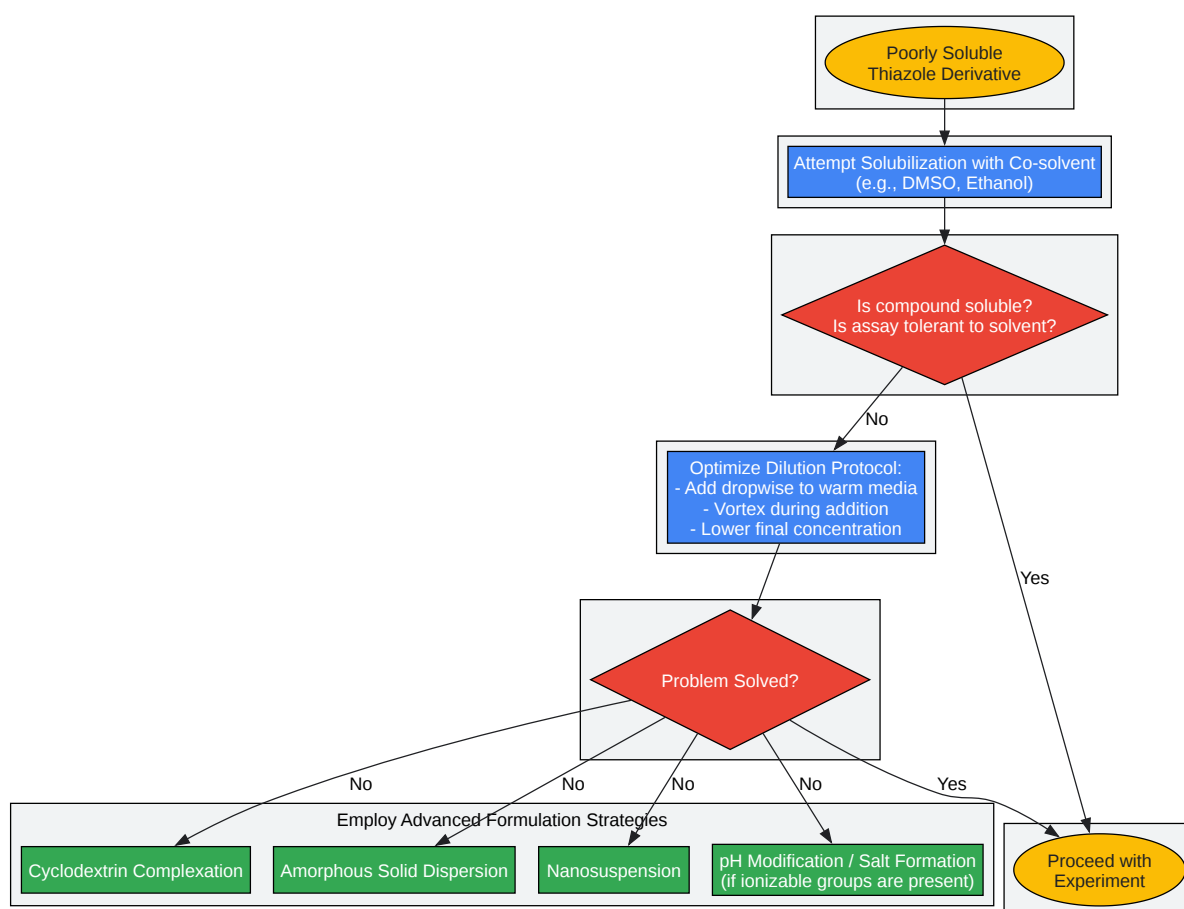 Poorly Soluble
Thiazole Derivative
Attempt Solubilization with Co-solvent
(e.g., DMSO, Ethanol)
Is compound soluble?
Is assay tolerant to solvent?
No
Optimize Dilution Protocol:
- Add dropwise to warm media
- Vortex during addition
- Lower final concentration
Yes
Problem Solved?
No
No
No
No
Yes
Employ Advanced Formulation Strategies
Cyclodextrin Complexation
Amorphous Solid Dispersion
Nanosuspension
pH Modification / Salt Formation
(if ionizable groups are present)
Proceed with
Experiment